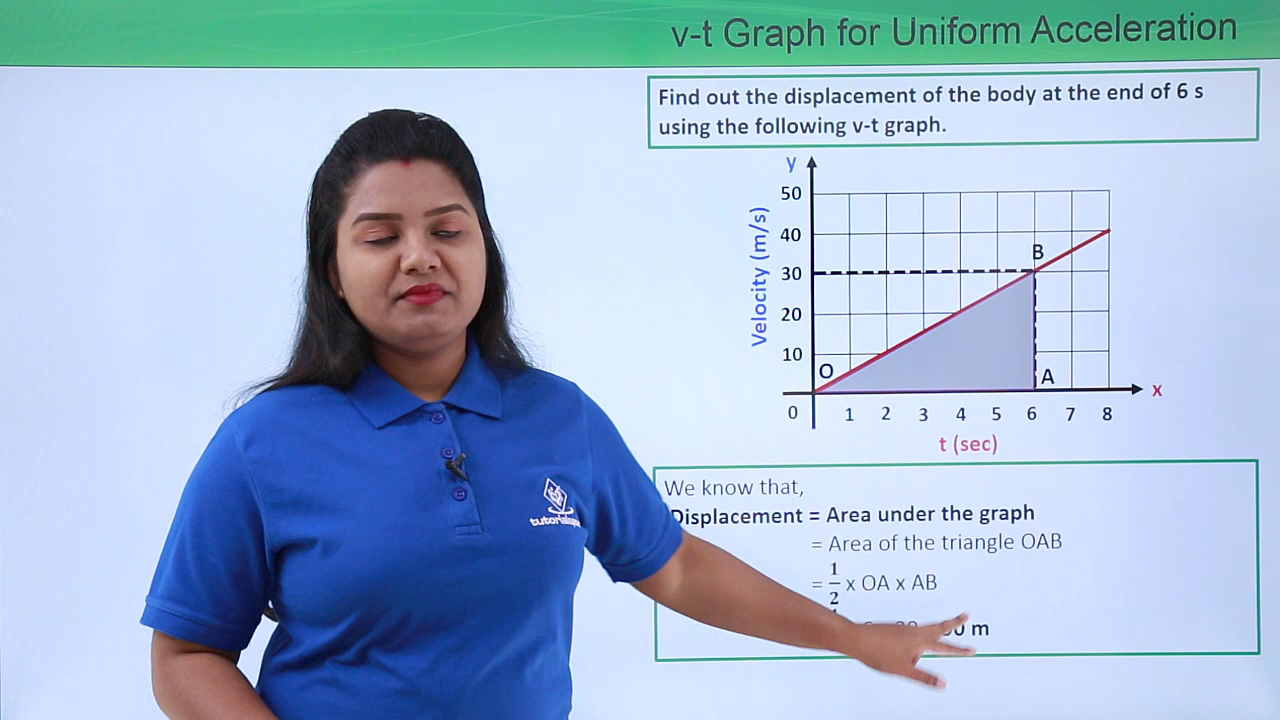 v-t Graph for Uniform Acceleration
Find out the displacement of the body at the end of 6 s
using the following v-t graph.
y
50
40
30
20
10
Velocity (m/s)
B
O
A
x
0 1 2 3 4 5 6 7 8
t (sec)
We know that,
Displacement = Area under the graph
= Area of the triangle OAB
= 1/2 x OA x AB
m